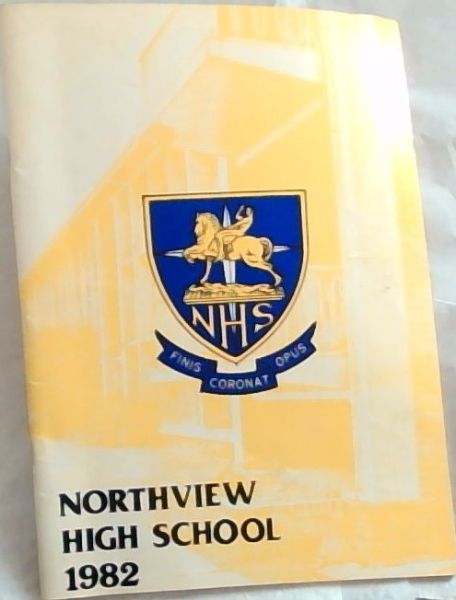 NHS
FINIS CORONAT OPUS
NORTHVIEW
HIGH SCHOOL
1982